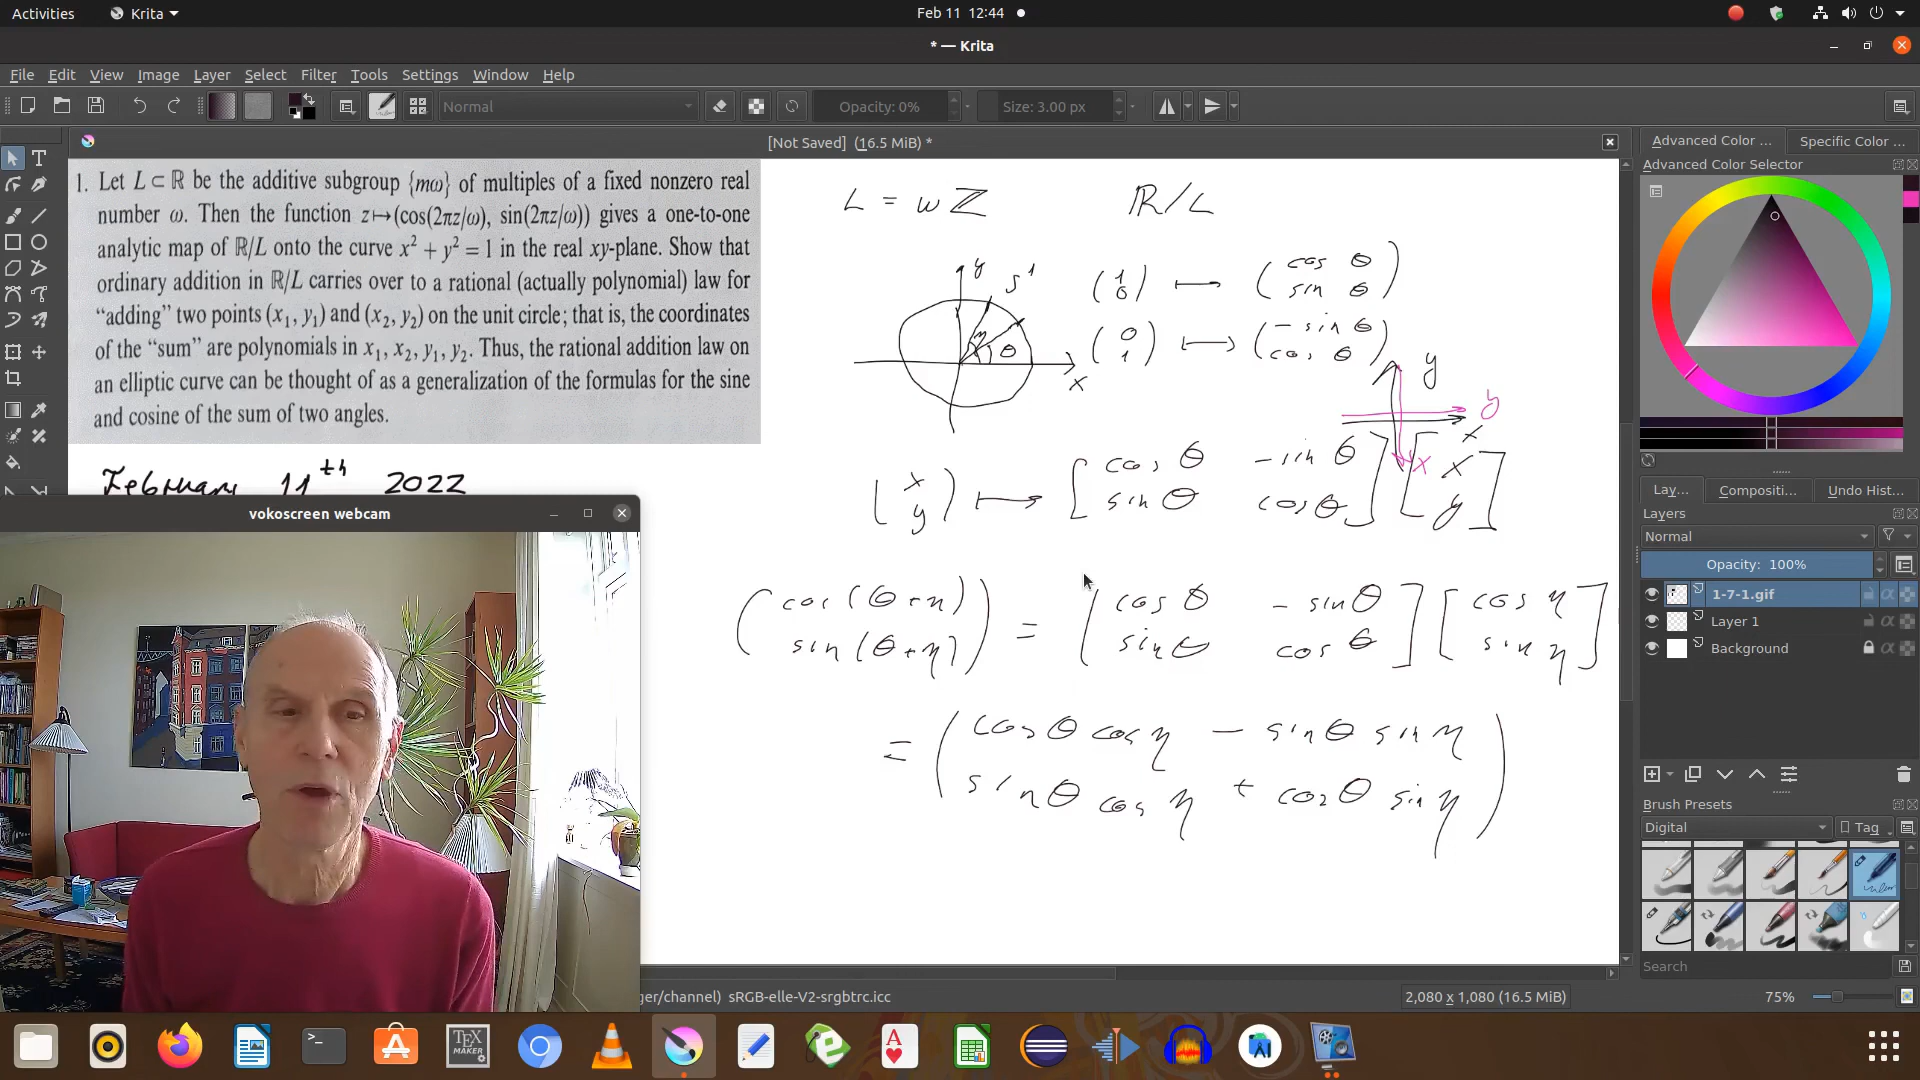 Activities
Krita
Feb 11 12:44
* — Krita
File Edit View Image Layer Select Filter Tools Settings Window Help
Normal
Opacity: 0%
Size: 3.00 px
[Not Saved] (16.5 MiB) *
Advanced Color ...
Specific Color ...
Advanced Color Selector
1. Let L ⊂ ℝ be the additive subgroup {mω} of multiples of a fixed nonzero real
number ω. Then the function z↦(cos(2πz/ω), sin(2πz/ω)) gives a one-to-one
analytic map of ℝ/L onto the curve x² + y² = 1 in the real xy-plane. Show that
ordinary addition in ℝ/L carries over to a rational (actually polynomial) law for
“adding” two points (x₁, y₁) and (x₂, y₂) on the unit circle; that is, the coordinates
of the “sum” are polynomials in x₁, x₂, y₁, y₂. Thus, the rational addition law on
an elliptic curve can be thought of as a generalization of the formulas for the sine
and cosine of the sum of two angles.
February 11th 2022
L = ωℤ ℝ/L
y S¹ η θ x
(1 0) ↦ (cos θ sin θ)
(0 1) ↦ (- sin θ cos θ)
y y x x
(x y) ↦ [cos θ -sin θ
sin θ cos θ] [x y]
(cos(θ+η) sin(θ+η)) = [cos θ - sin θ
sin θ cos θ] [cos η sin η]
= (cos θ cos η - sin θ sin η
sin θ cos η + cos θ sin η)
vokoscreen webcam
Lay...
Compositi...
Undo Hist...
Layers
Normal
Opacity: 100%
1-7-1.gif
Layer 1
Background
Brush Presets
Digital
Tag
Search
ger/channel) sRGB-elle-V2-srgbtrc.icc
2,080 x 1,080 (16.5 MiB)
75%
TEX
MAKER